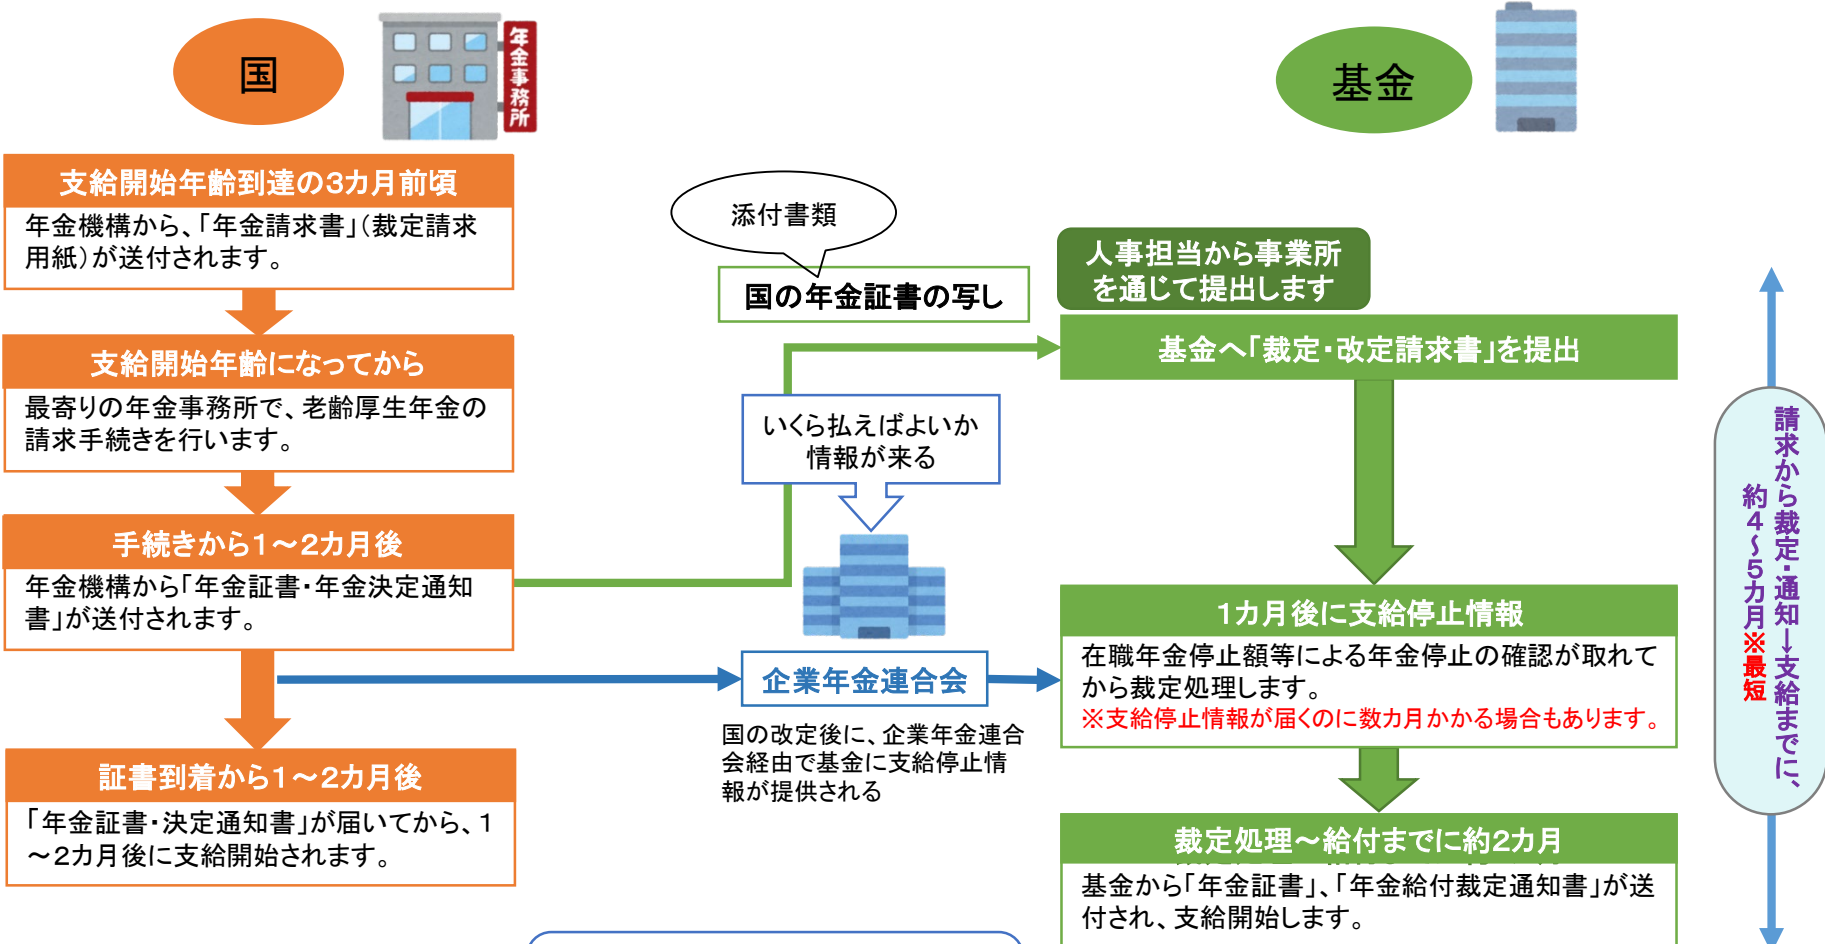 国
年金事務所
基金
支給開始年齢到達の3カ月前頃
年金機構から、「年金請求書」(裁定請求
用紙)が送付されます。
支給開始年齢になってから
最寄りの年金事務所で、老齢厚生年金の
請求手続きを行います。
手続きから1～2カ月後
年金機構から「年金証書・年金決定通知
書」が送付されます。
証書到着から1～2カ月後
「年金証書・決定通知書」が届いてから、1
～2カ月後に支給開始されます。
添付書類
国の年金証書の写し
いくら払えばよいか
情報が来る
企業年金連合会
国の改定後に、企業年金連合
会経由で基金に支給停止情
報が提供される
人事担当から事業所
を通じて提出します
基金へ「裁定・改定請求書」を提出
1カ月後に支給停止情報
在職年金停止額等による年金停止の確認が取れて
から裁定処理します。
※支給停止情報が届くのに数カ月かかる場合もあります。
裁定処理～給付までに約2カ月
基金から「年金証書」、「年金給付裁定通知書」が送
付され、支給開始します。
請求から裁定・通知→支給までに、
約4～5カ月※最短